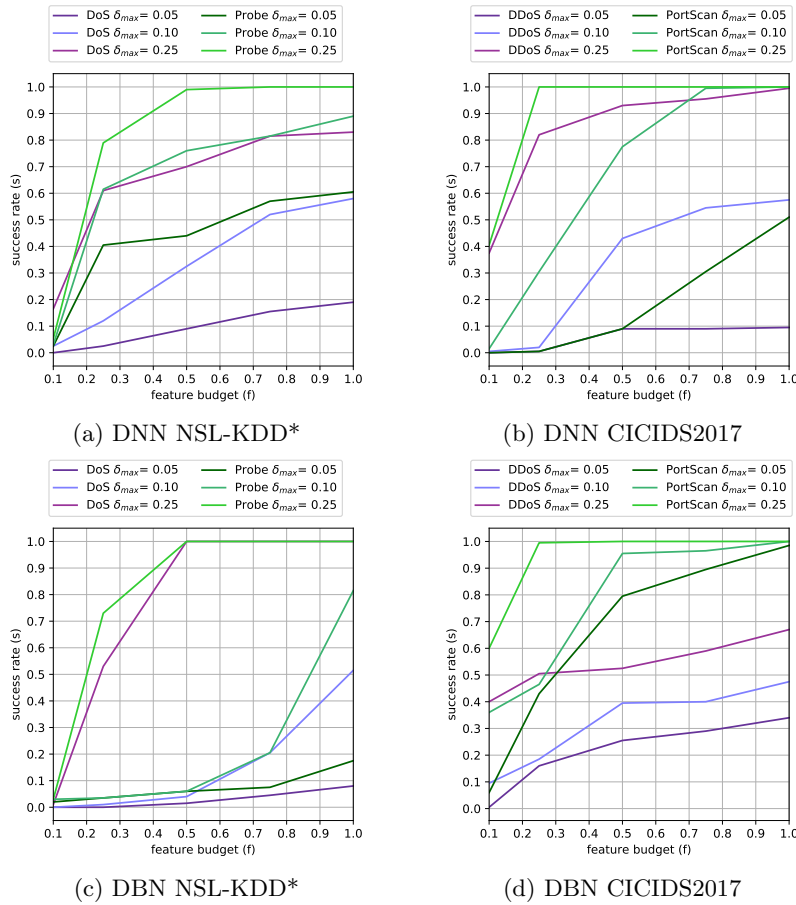 DoS δmax= 0.05 Probe δmax= 0.05
DoS δmax= 0.10 Probe δmax= 0.10
DoS δmax= 0.25 Probe δmax= 0.25
1.0
0.9
0.8
0.7
0.6
0.5
0.4
0.3
0.2
0.1
0.0
success rate (s)
0.1 0.2 0.3 0.4 0.5 0.6 0.7 0.8 0.9 1.0
feature budget (f)
(a) DNN NSL-KDD*
DDoS δmax= 0.05 PortScan δmax= 0.05
DDoS δmax= 0.10 PortScan δmax= 0.10
DDoS δmax= 0.25 PortScan δmax= 0.25
1.0
0.9
0.8
0.7
0.6
0.5
0.4
0.3
0.2
0.1
0.0
success rate (s)
0.1 0.2 0.3 0.4 0.5 0.6 0.7 0.8 0.9 1.0
feature budget (f)
(b) DNN CICIDS2017
DoS δmax= 0.05 Probe δmax= 0.05
DoS δmax= 0.10 Probe δmax= 0.10
DoS δmax= 0.25 Probe δmax= 0.25
1.0
0.9
0.8
0.7
0.6
0.5
0.4
0.3
0.2
0.1
0.0
success rate (s)
0.1 0.2 0.3 0.4 0.5 0.6 0.7 0.8 0.9 1.0
feature budget (f)
(c) DBN NSL-KDD*
DDoS δmax= 0.05 PortScan δmax= 0.05
DDoS δmax= 0.10 PortScan δmax= 0.10
DDoS δmax= 0.25 PortScan δmax= 0.25
1.0
0.9
0.8
0.7
0.6
0.5
0.4
0.3
0.2
0.1
0.0
success rate (s)
0.1 0.2 0.3 0.4 0.5 0.6 0.7 0.8 0.9 1.0
feature budget (f)
(d) DBN CICIDS2017